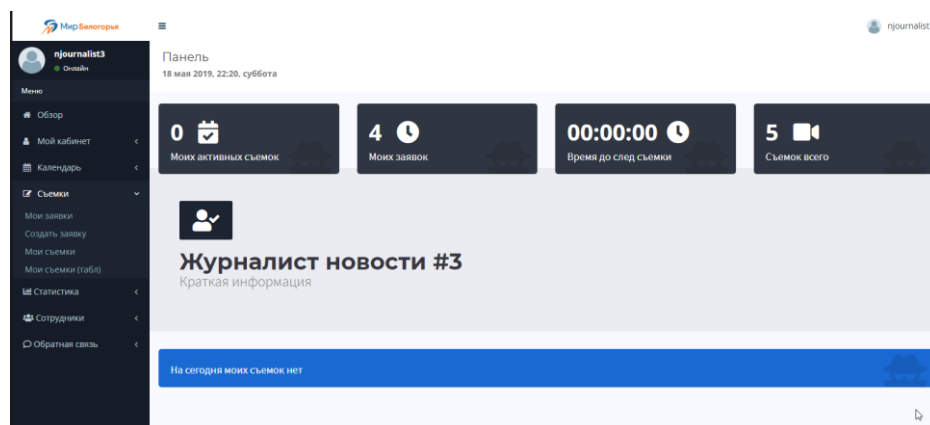 Мир Белогорья
njournalist
njournalist3
Онлайн
Меню
Обзор
Мой кабинет
Календарь
Съемки
Мои заявки
Создать заявку
Мои съемки
Мои съемки (табл)
Статистика
Сотрудники
Обратная связь
Панель
18 мая 2019, 22:20, суббота
0
Моих активных съемок
4
Моих заявок
00:00:00
Время до след съемки
5
Съемок всего
Журналист новости #3
Краткая информация
На сегодня моих съемок нет